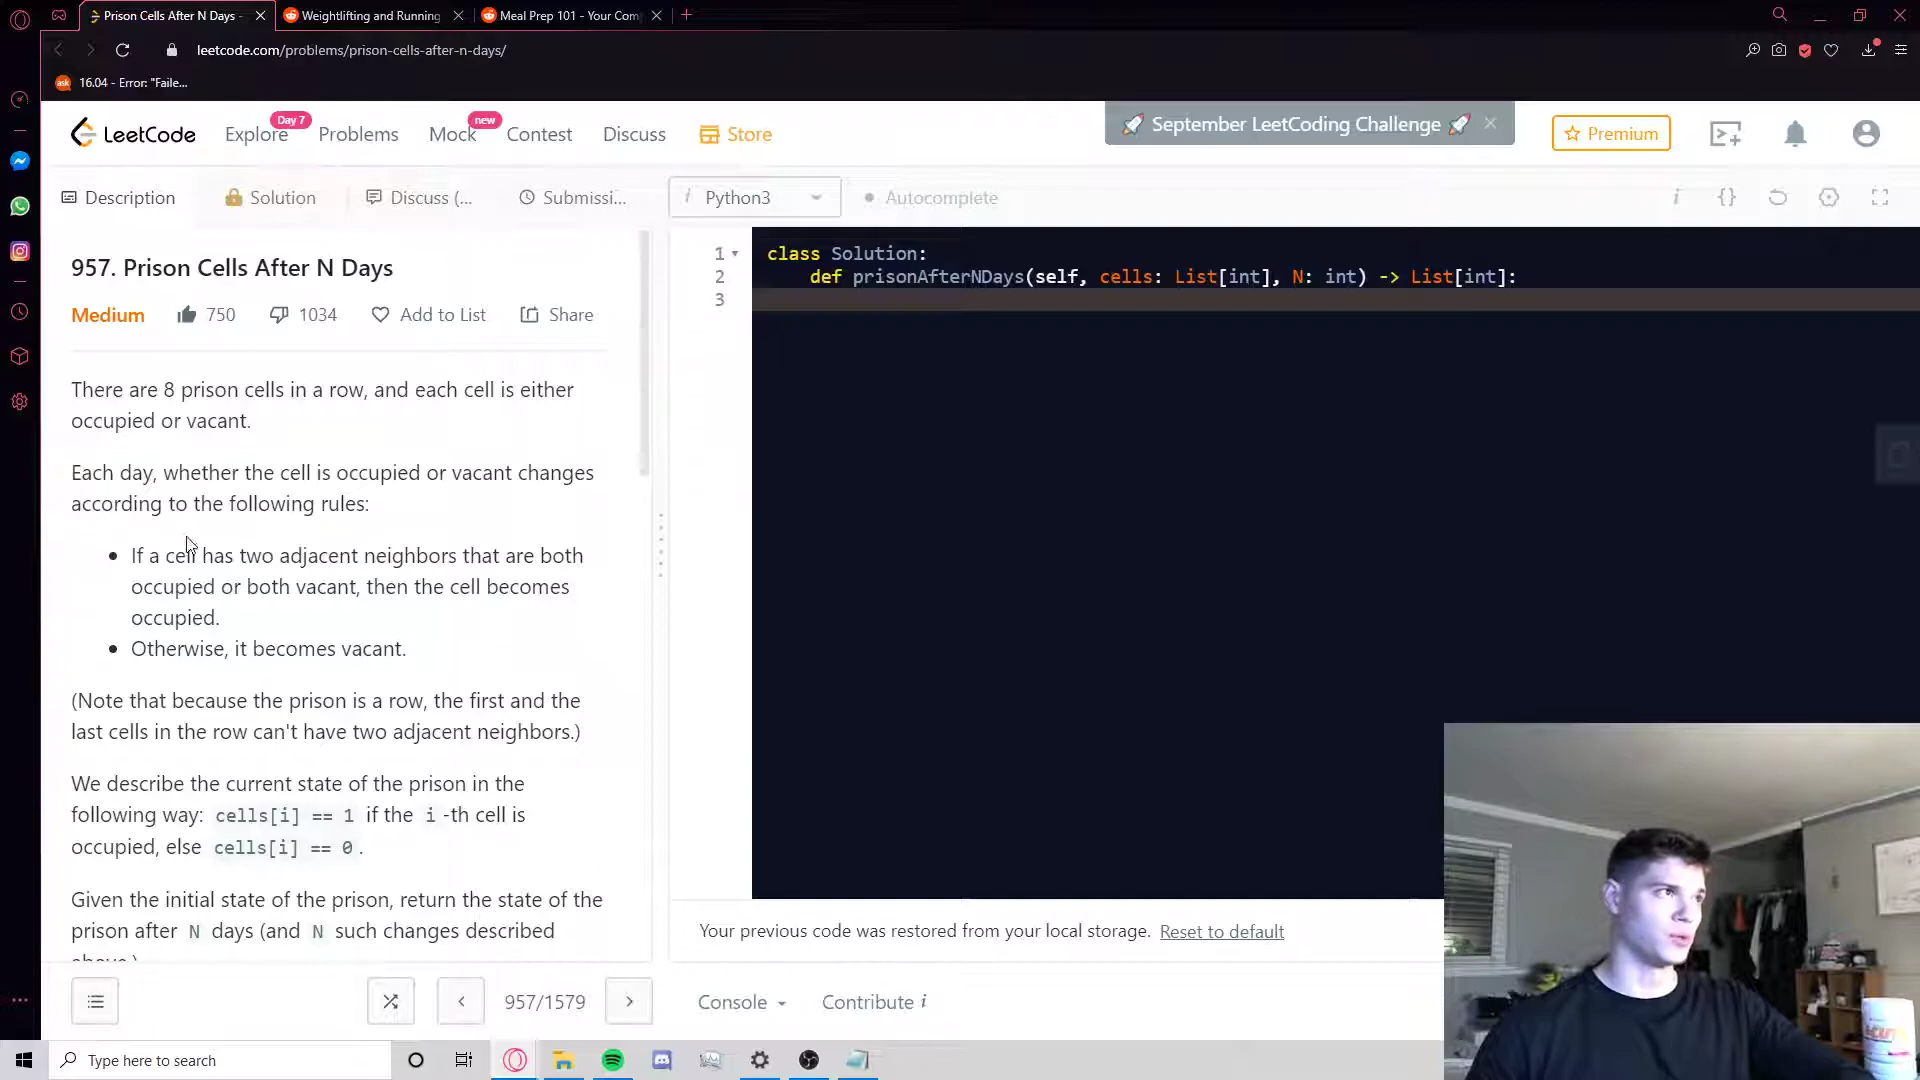 Prison Cells After N Days -
Weightlifting and Running
Meal Prep 101 - Your Com
leetcode.com/problems/prison-cells-after-n-days/
ask
16.04 - Error: "Faile...
LeetCode
Explore
Day 7
Problems
Mock
new
Contest
Discuss
Store
🚀 September LeetCoding Challenge 🚀
Premium
Description
Solution
Discuss (...
Submissi...
i Python3
Autocomplete
i {}
957. Prison Cells After N Days
Medium
750
1034
Add to List
Share
There are 8 prison cells in a row, and each cell is either
occupied or vacant.
Each day, whether the cell is occupied or vacant changes
according to the following rules:
If a cell has two adjacent neighbors that are both
occupied or both vacant, then the cell becomes
occupied.
Otherwise, it becomes vacant.
(Note that because the prison is a row, the first and the
last cells in the row can't have two adjacent neighbors.)
We describe the current state of the prison in the
following way: cells[i] == 1 if the i -th cell is
occupied, else cells[i] == 0 .
Given the initial state of the prison, return the state of the
prison after N days (and N such changes described
above.)
1 class Solution:
2 def prisonAfterNDays(self, cells: List[int], N: int) -> List[int]:
3
Your previous code was restored from your local storage. Reset to default
957/1579
Console
Contribute i
Type here to search